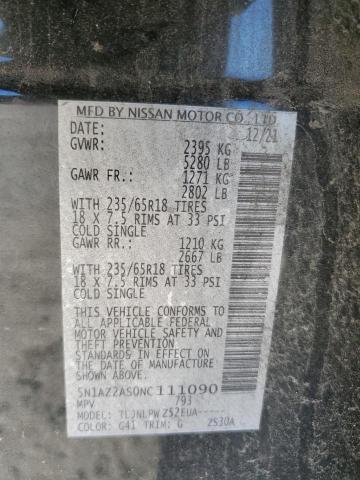 MFD BY NISSAN MOTOR CO., LTD.
DATE: 12/21
GVWR: 2395 KG
5280 LB
GAWR FR.: 1271 KG
2802 LB
WITH 235/65R18 TIRES
18 X 7.5 RIMS AT 33 PSI
COLD SINGLE
GAWR RR.: 1210 KG
2667 LB
WITH 235/65R18 TIRES
18 X 7.5 RIMS AT 33 PSI
COLD SINGLE
THIS VEHICLE CONFORMS TO
ALL APPLICABLE FEDERAL
MOTOR VEHICLE SAFETY
AND THEFT PREVENTION
STANDARDS IN EFFECT ON
THE DATE OF MANUFACTURE
SHOWN ABOVE.
5N1AZ2AS0NC111090
MPV 793
MODEL: TLJNLPW Z52EUA-----
COLOR: G41 TRIM: G Z530A